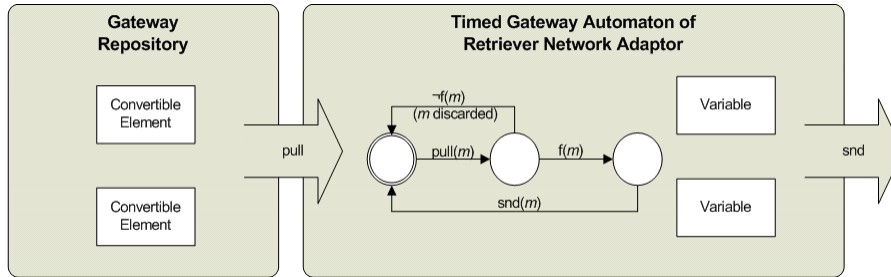 Gateway
Repository
Convertible
Element
Convertible
Element
pull
Timed Gateway Automaton of
Retriever Network Adaptor
¬f(m)
(m discarded)
pull(m)
f(m)
snd(m)
Variable
Variable
snd